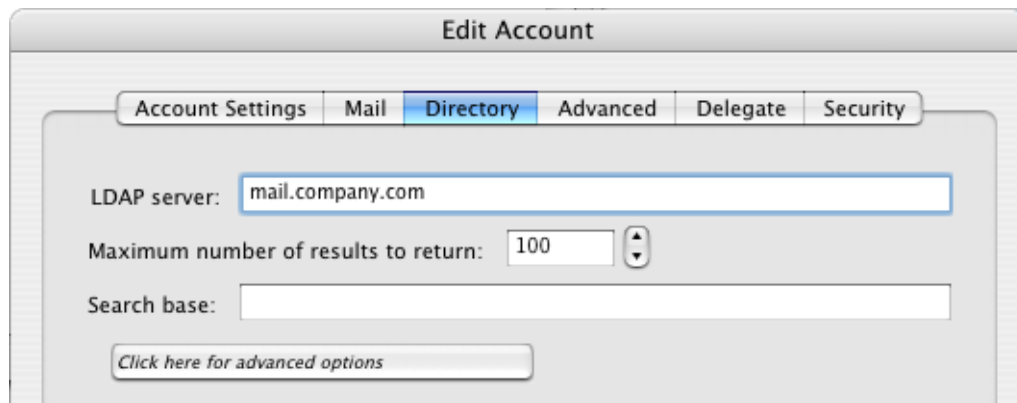 Edit Account
Account Settings Mail Directory Advanced Delegate Security
LDAP server: mail.company.com
Maximum number of results to return: 100
Search base:
Click here for advanced options